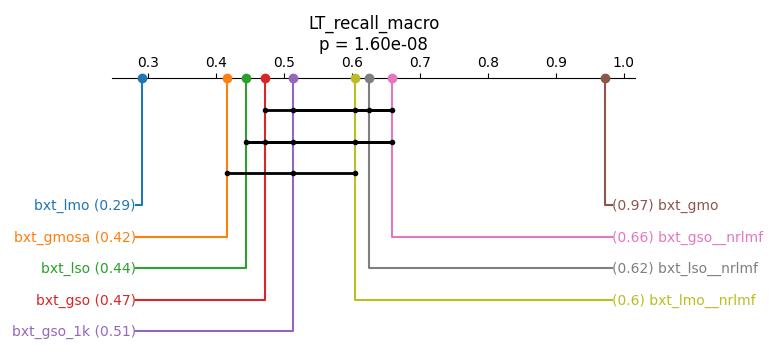 LT_recall_macro
p = 1.60e-08
0.3 0.4 0.5 0.6 0.7 0.8 0.9 1.0
bxt_lmo (0.29) (0.97) bxt_gmo
bxt_gmosa (0.42) (0.66) bxt_gso__nrlmf
bxt_lso (0.44) (0.62) bxt_lso__nrlmf
bxt_gso (0.47) (0.6) bxt_lmo__nrlmf
bxt_gso_1k (0.51)